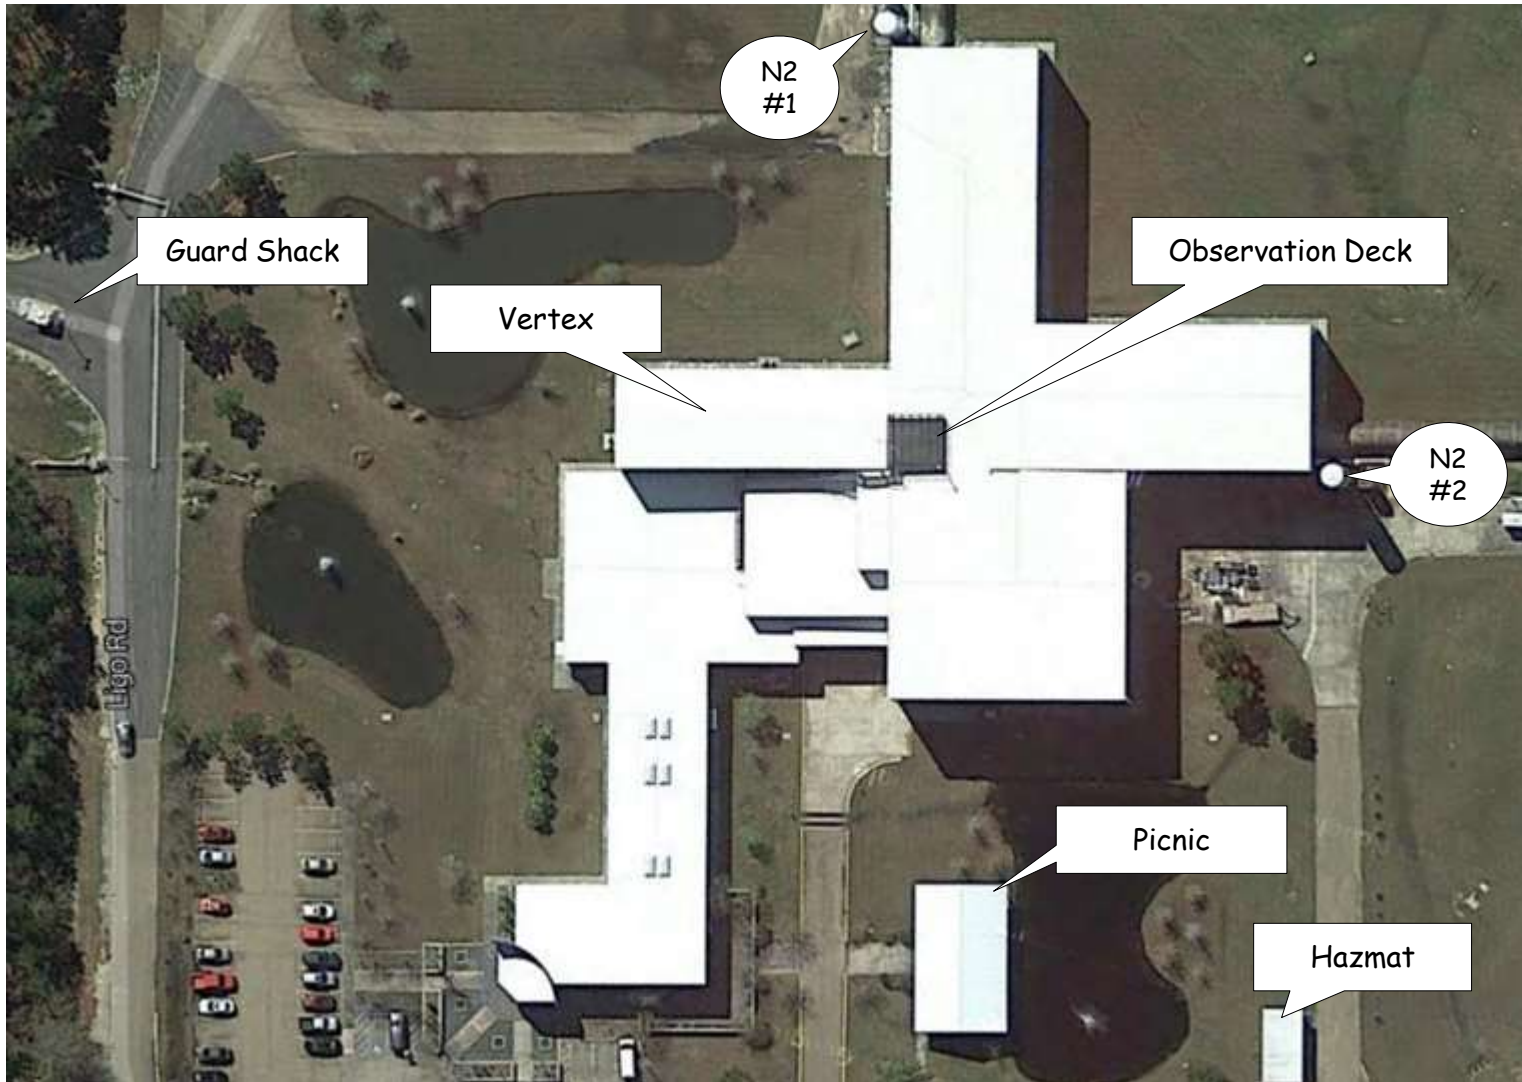 N2
#1
Guard Shack
Observation Deck
Vertex
N2
#2
Ligo Rd
Picnic
Hazmat